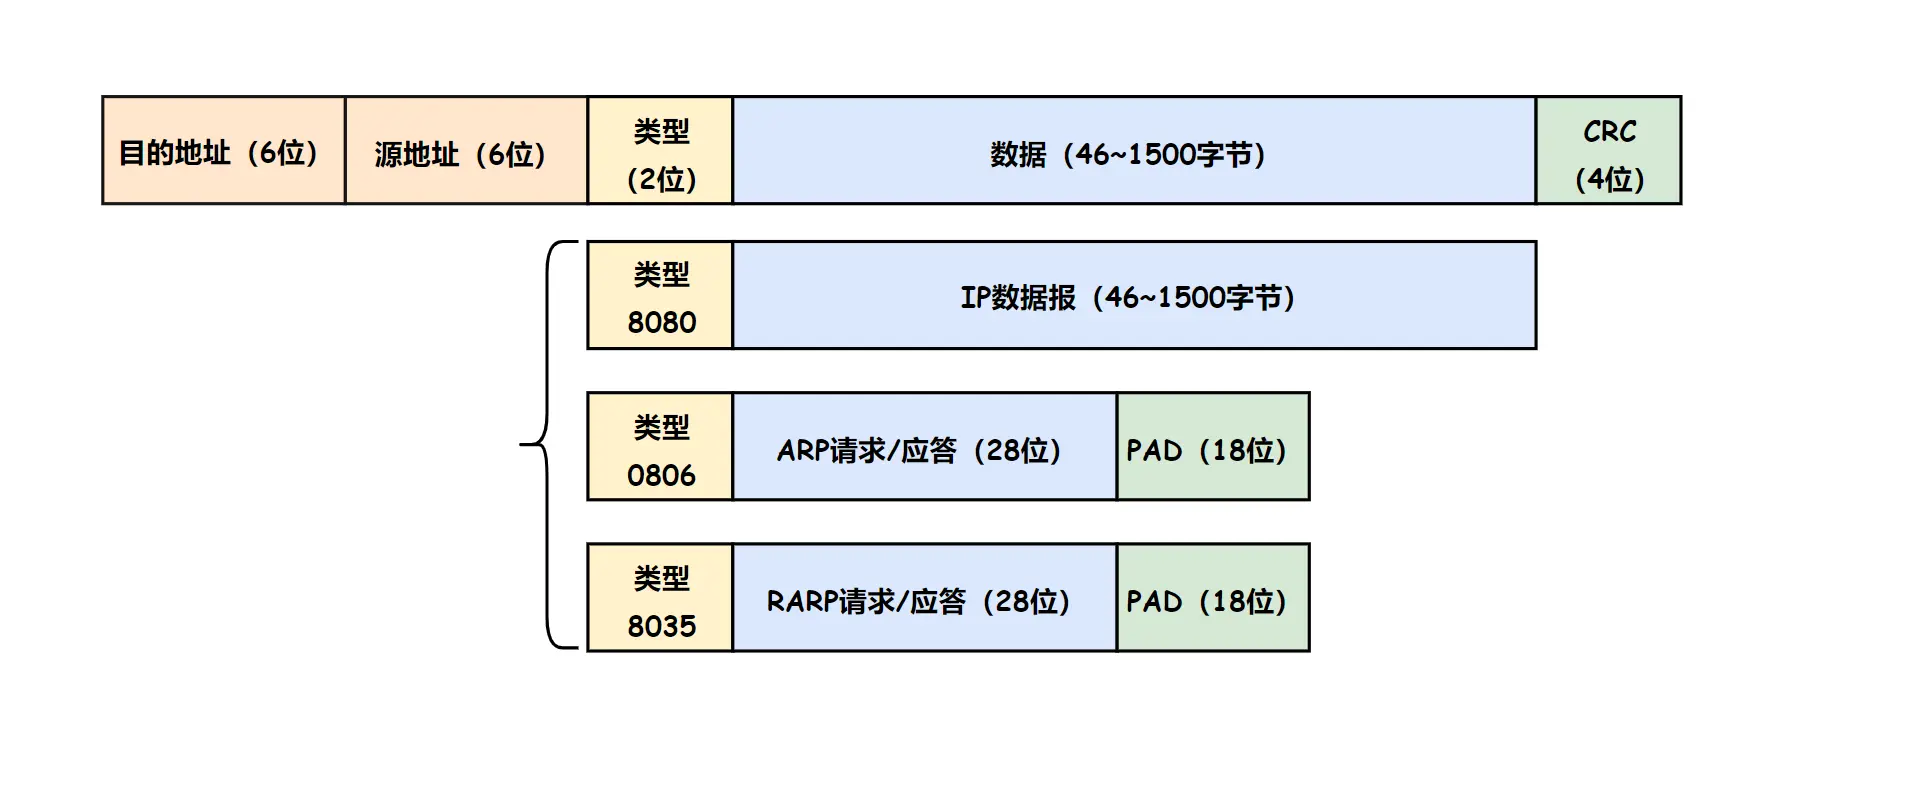 目的地址（6位）
源地址（6位）
类型
（2位）
数据（46~1500字节）
CRC
（4位）
类型
8080
IP数据报（46~1500字节）
类型
0806
ARP请求/应答（28位）
PAD（18位）
类型
8035
RARP请求/应答（28位）
PAD（18位）